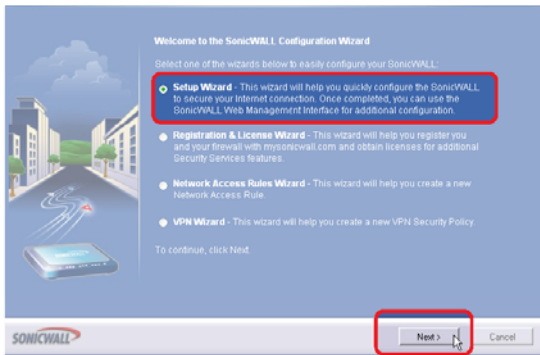 Welcome to the SonicWALL Configuration Wizard
Select one of the wizards below to easily configure your SonicWALL:
Setup Wizard - This wizard will help you quickly configure the SonicWALL
to secure your Internet connection. Once completed, you can use the
SonicWALL Web Management Interface for additional configuration.
Registration & License Wizard - This wizard will help you register you
and your firewall with mysonicwall.com and obtain licenses for additional
Security Services features.
Network Access Rules Wizard - This wizard will help you create a new
Network Access Rule.
VPN Wizard - This wizard will help you create a new VPN Security Policy.
To continue, click Next.
SONICWALL
Next >
Cancel